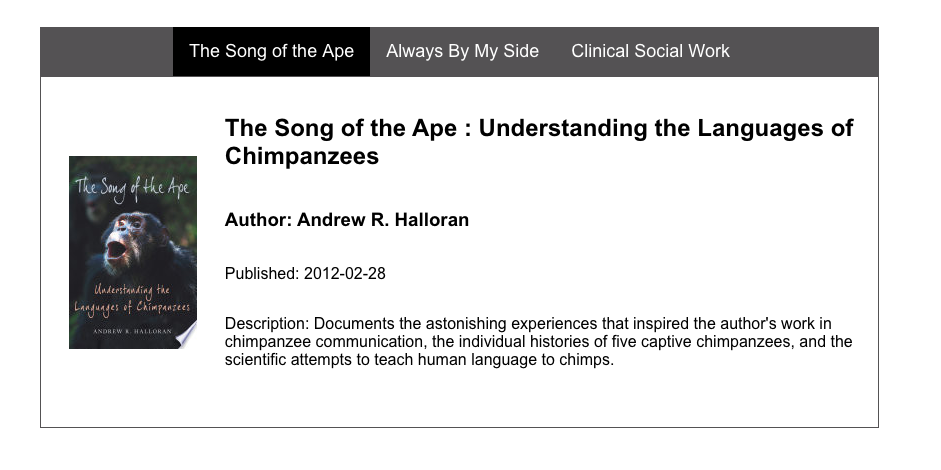 The Song of the Ape Always By My Side Clinical Social Work
The Song of the Ape : Understanding the Languages of
Chimpanzees
The Song of the Ape
Understanding the
Languages of Chimpanzees
ANDREW R. HALLORAN
Author: Andrew R. Halloran
Published: 2012-02-28
Description: Documents the astonishing experiences that inspired the author's work in
chimpanzee communication, the individual histories of five captive chimpanzees, and the
scientific attempts to teach human language to chimps.